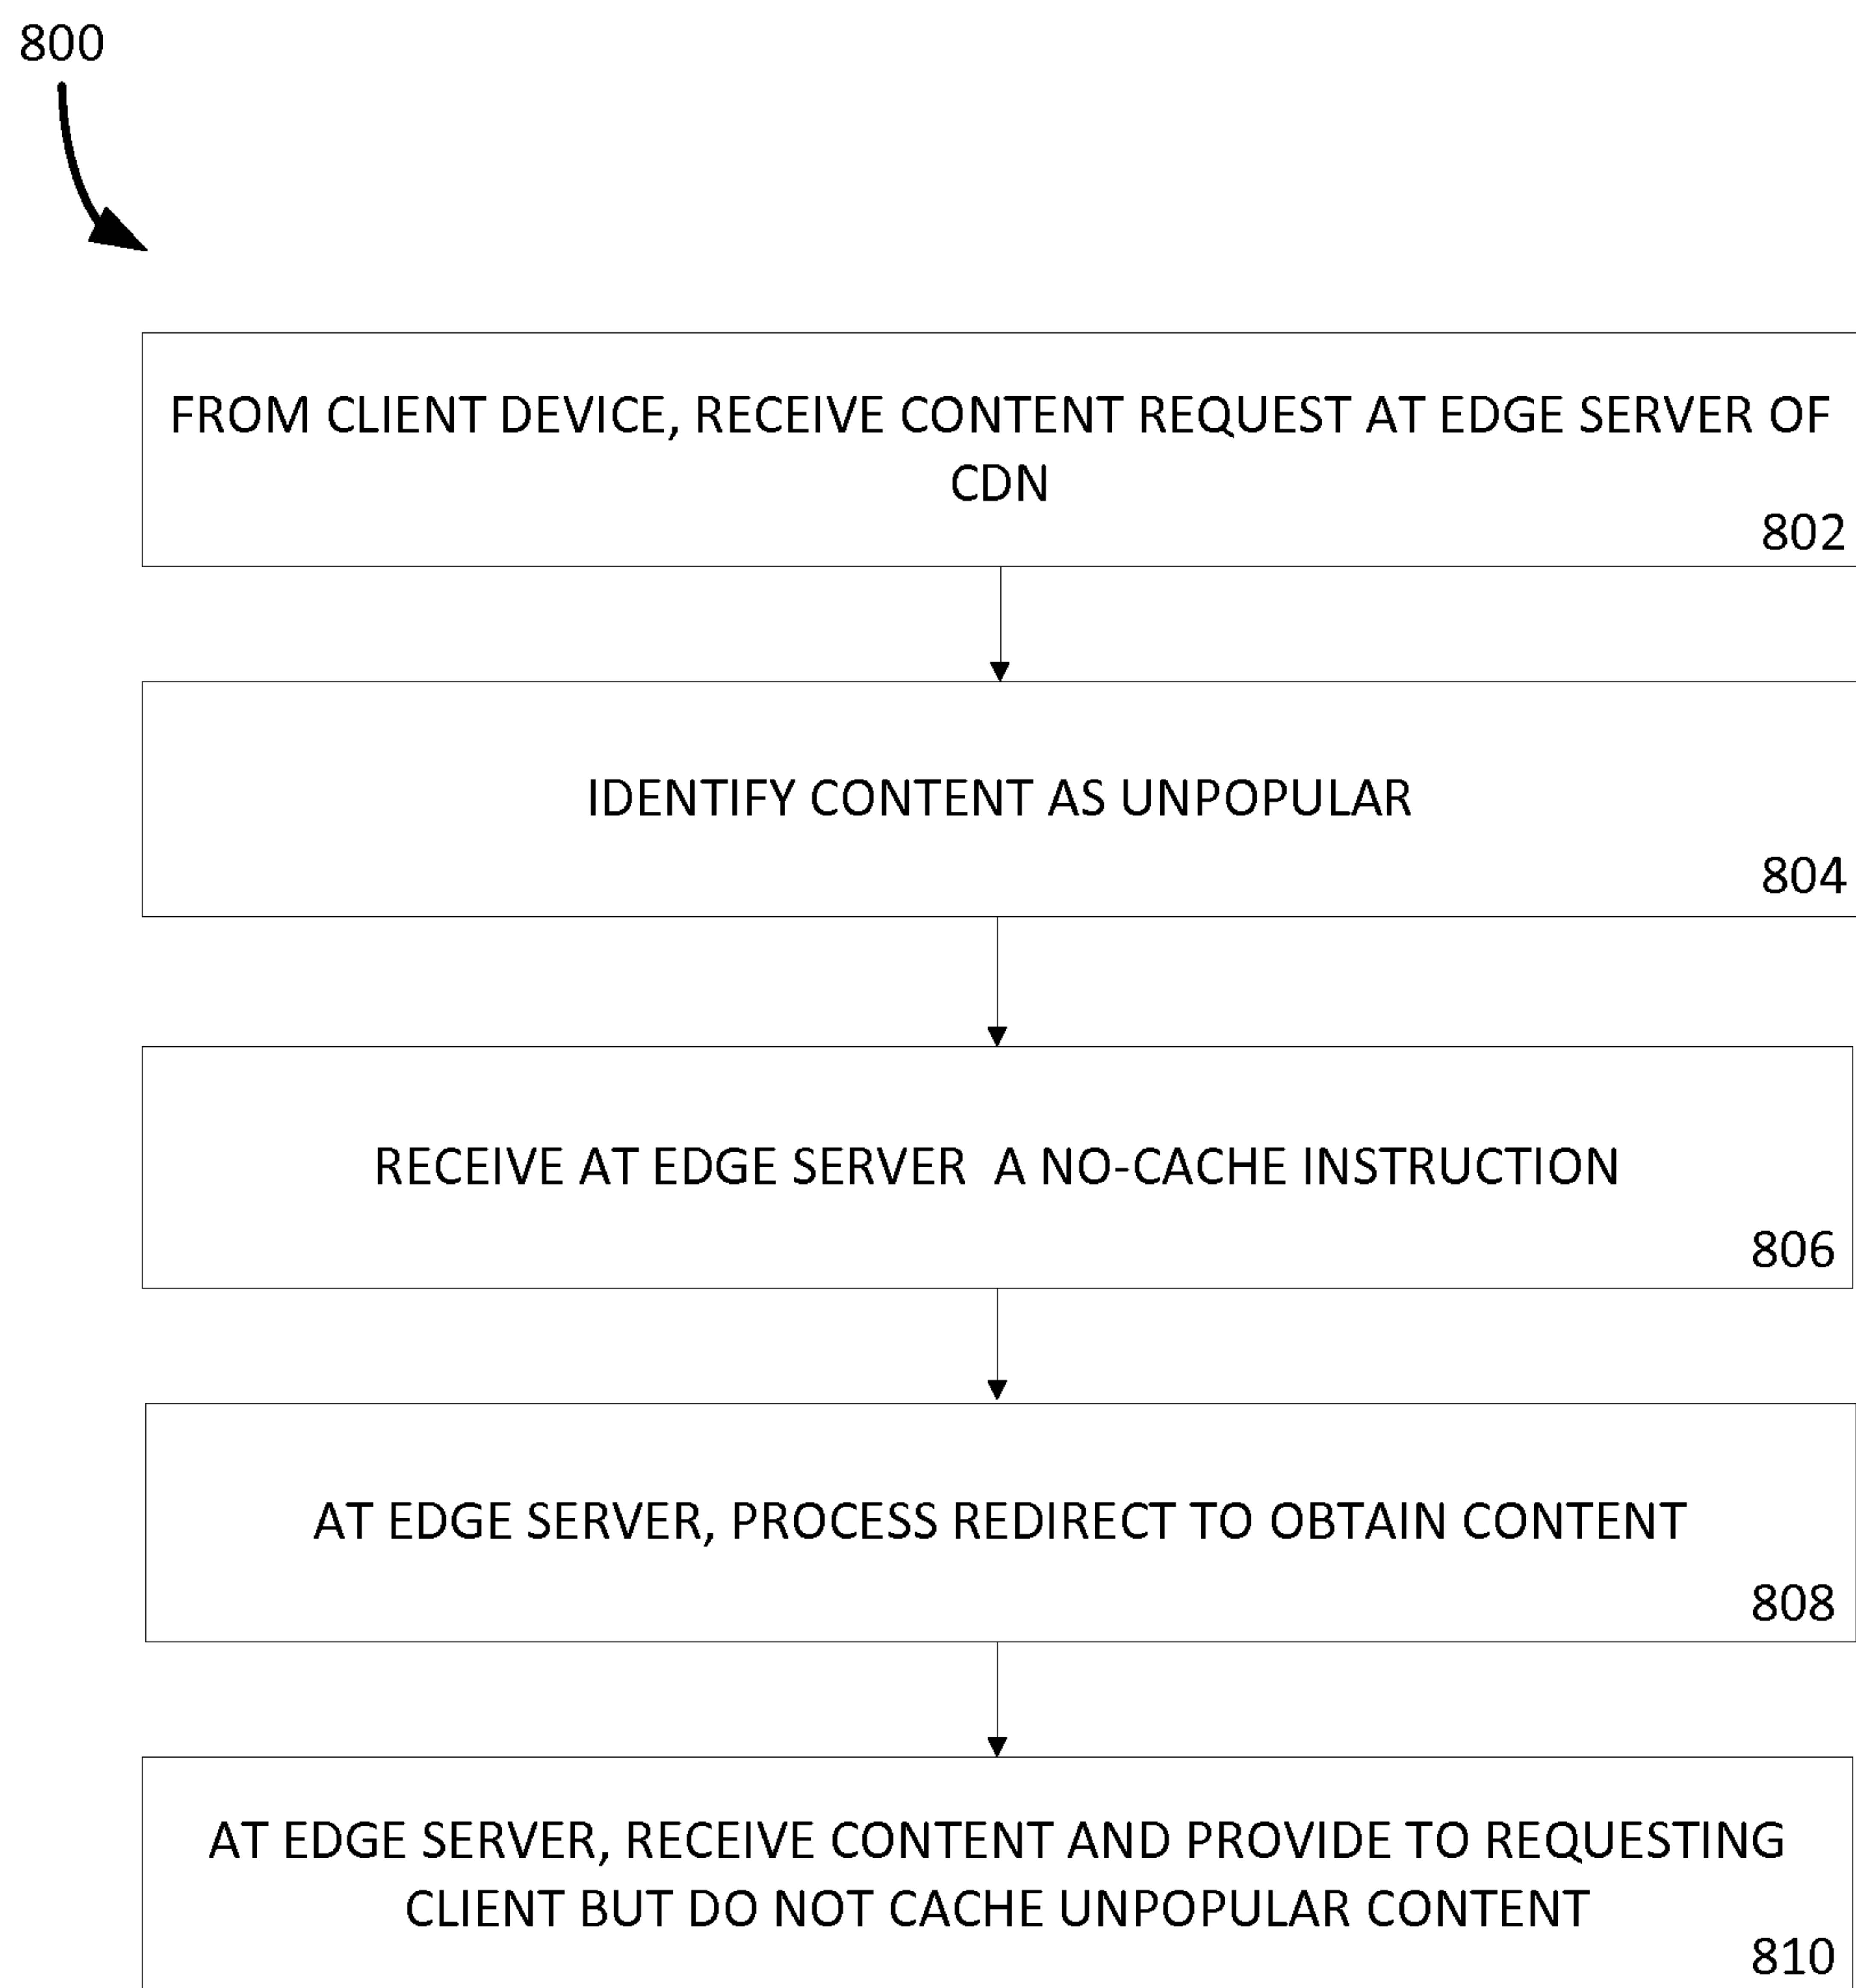 800
FROM CLIENT DEVICE, RECEIVE CONTENT REQUEST AT EDGE SERVER OF
CDN
802
IDENTIFY CONTENT AS UNPOPULAR
804
RECEIVE AT EDGE SERVER  A NO-CACHE INSTRUCTION
806
AT EDGE SERVER, PROCESS REDIRECT TO OBTAIN CONTENT
808
AT EDGE SERVER, RECEIVE CONTENT AND PROVIDE TO REQUESTING
CLIENT BUT DO NOT CACHE UNPOPULAR CONTENT
810